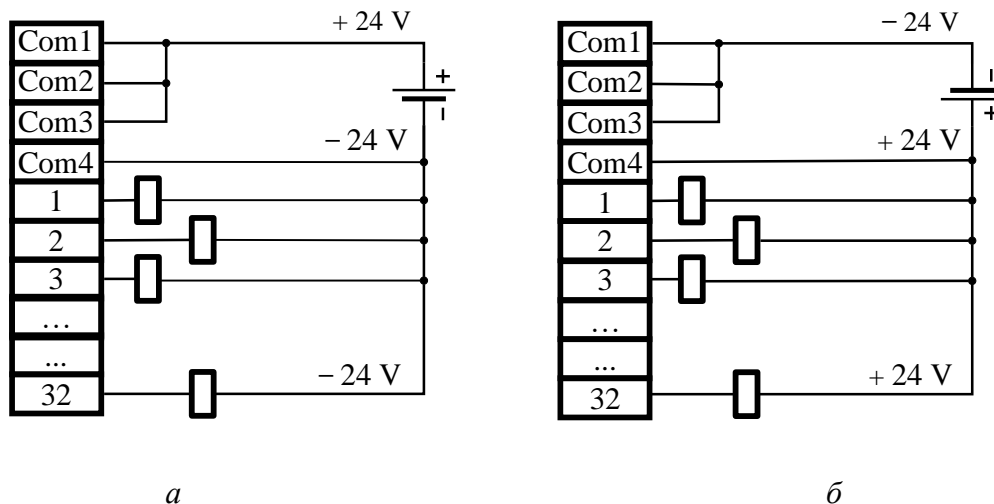 + 24 V
Com1
Com2
Com3
Com4
1
2
3
...
...
32
+
-
− 24 V
− 24 V
а
− 24 V
Com1
Com2
Com3
Com4
1
2
3
...
...
32
-
+
+ 24 V
+ 24 V
б